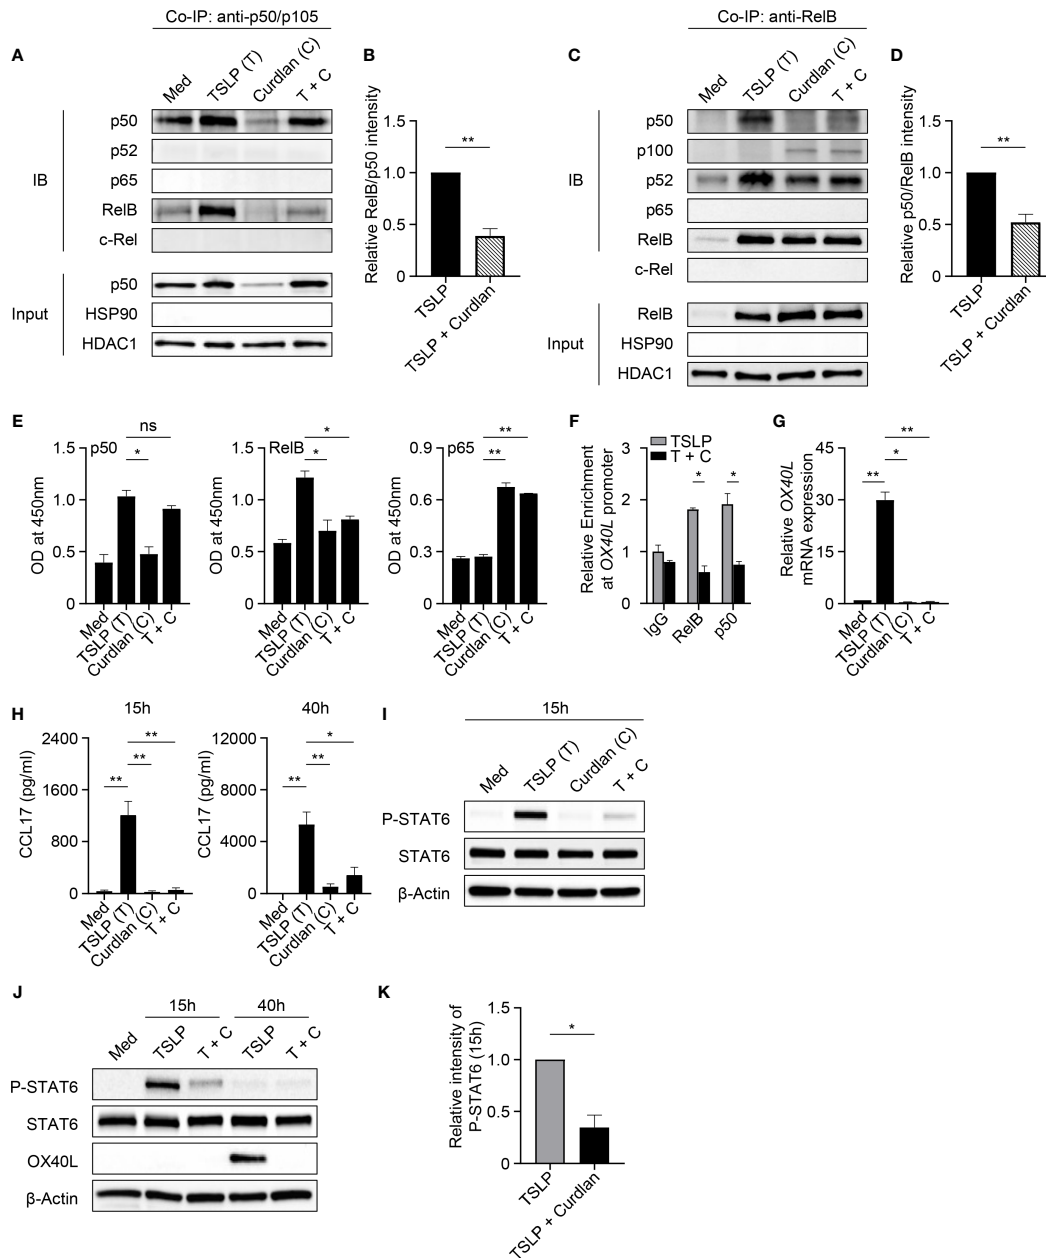 Co-IP: anti-p50/p105
Co-IP: anti-RelB
A
Med
TSLP (T)
Curdlan (C)
T + C
IB
p50
p52
p65
RelB
c-Rel
Input
p50
HSP90
HDAC1
B
Relative RelB/p50 intensity
1.5
1.0
0.5
0
**
TSLP
TSLP + Curdlan
C
Med
TSLP (T)
Curdlan (C)
T + C
IB
p50
p100
p52
p65
RelB
c-Rel
Input
RelB
HSP90
HDAC1
D
Relative p50/RelB intensity
1.5
1.0
0.5
0
**
TSLP
TSLP + Curdlan
E
OD at 450nm
p50
1.5
1.0
0.5
0
ns
*
Med
TSLP (T)
Curdlan (C)
T + C
OD at 450nm
RelB
1.5
1.0
0.5
0
*
*
Med
TSLP (T)
Curdlan (C)
T + C
OD at 450nm
p65
0.9
0.6
0.3
0
**
**
Med
TSLP (T)
Curdlan (C)
T + C
F
Relative Enrichment
at OX40L promoter
3
2
1
0
TSLP
T + C
*
*
IgG
RelB
p50
G
Relative OX40L
mRNA expression
45
30
15
0
**
**
*
Med
TSLP (T)
Curdlan (C)
T + C
H
15h
CCL17 (pg/ml)
2400
1600
800
0
**
**
**
Med
TSLP (T)
Curdlan (C)
T + C
40h
CCL17 (pg/ml)
12000
8000
4000
0
*
**
**
Med
TSLP (T)
Curdlan (C)
T + C
I
15h
Med
TSLP (T)
Curdlan (C)
T + C
P-STAT6
STAT6
β-Actin
J
15h
40h
Med
TSLP
T + C
TSLP
T + C
P-STAT6
STAT6
OX40L
β-Actin
K
Relative intensity of
P-STAT6 (15h)
1.5
1.0
0.5
0
*
TSLP
TSLP + Curdlan